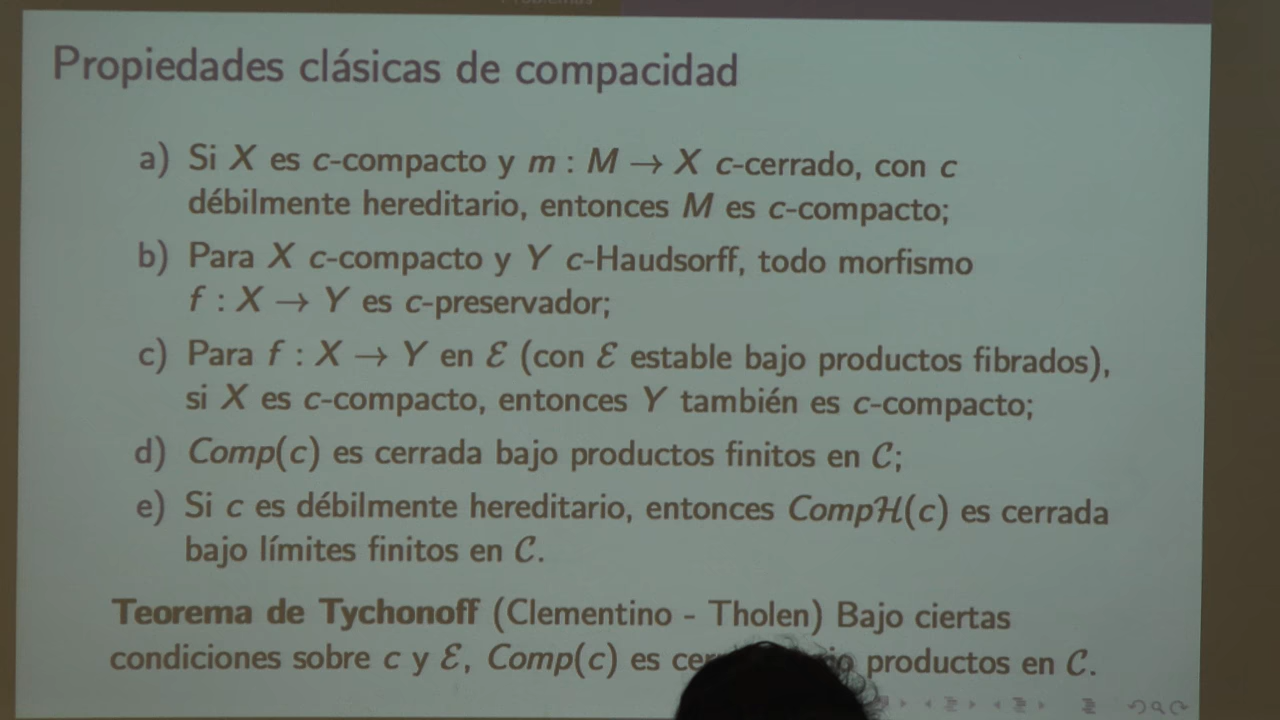 Propiedades clásicas de compacidad
a) Si X es c-compacto y m : M → X c-cerrado, con c
débilmente hereditario, entonces M es c-compacto;
b) Para X c-compacto y Y c-Haudsorff, todo morfismo
f : X → Y es c-preservador;
c) Para f : X → Y en ℰ (con ℰ estable bajo productos fibrados),
si X es c-compacto, entonces Y también es c-compacto;
d) Comp(c) es cerrada bajo productos finitos en 𝒞;
e) Si c es débilmente hereditario, entonces Compℋ(c) es cerrada
bajo límites finitos en 𝒞.
Teorema de Tychonoff (Clementino - Tholen) Bajo ciertas
condiciones sobre c y ℰ, Comp(c) es productos en 𝒞.